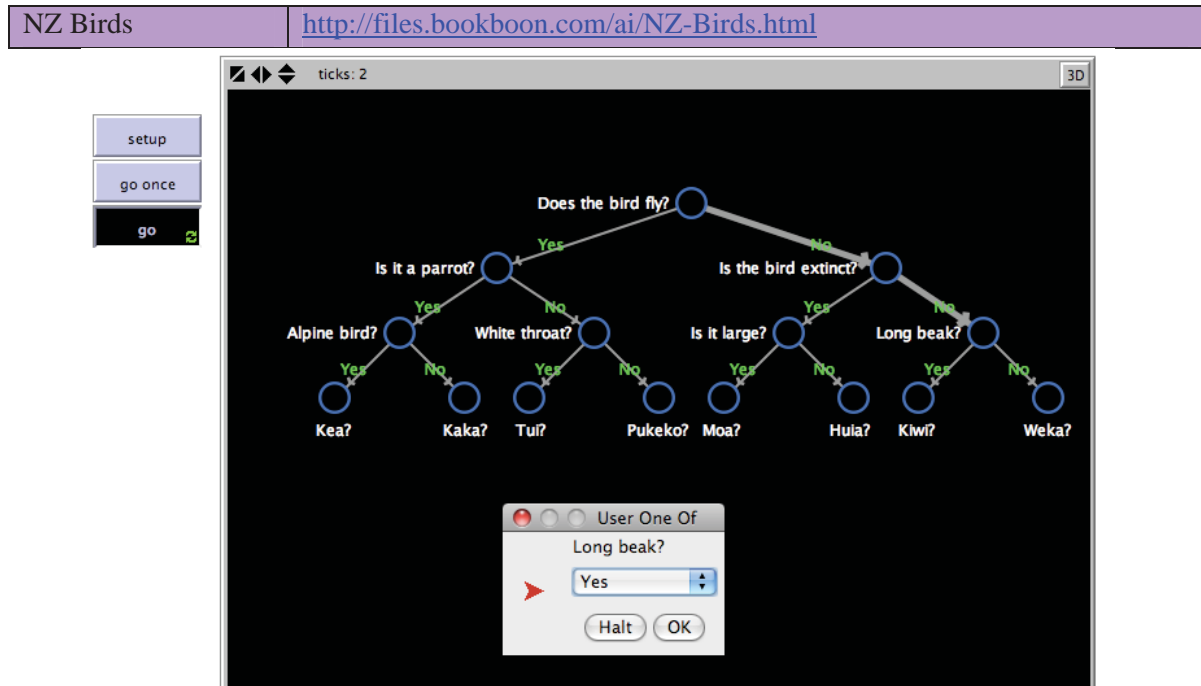 NZ Birds http://files.bookboon.com/ai/NZ-Birds.html
ticks: 2 3D
setup
go once
go
Does the bird fly?
Yes No
Is it a parrot? Is the bird extinct?
Yes No Yes No
Alpine bird? White throat? Is it large? Long beak?
Yes No Yes No Yes No Yes No
Kea? Kaka? Tui? Pukeko? Moa? Huia? Kiwi? Weka?
User One Of
Long beak?
Yes
Halt OK